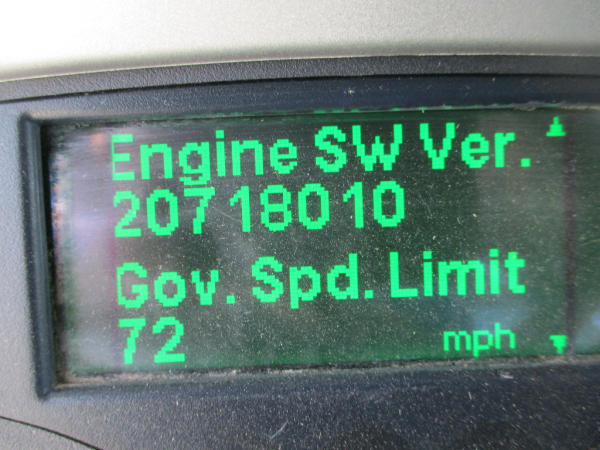 Engine SW Ver.
20718010
Gov. Spd. Limit
72 mph